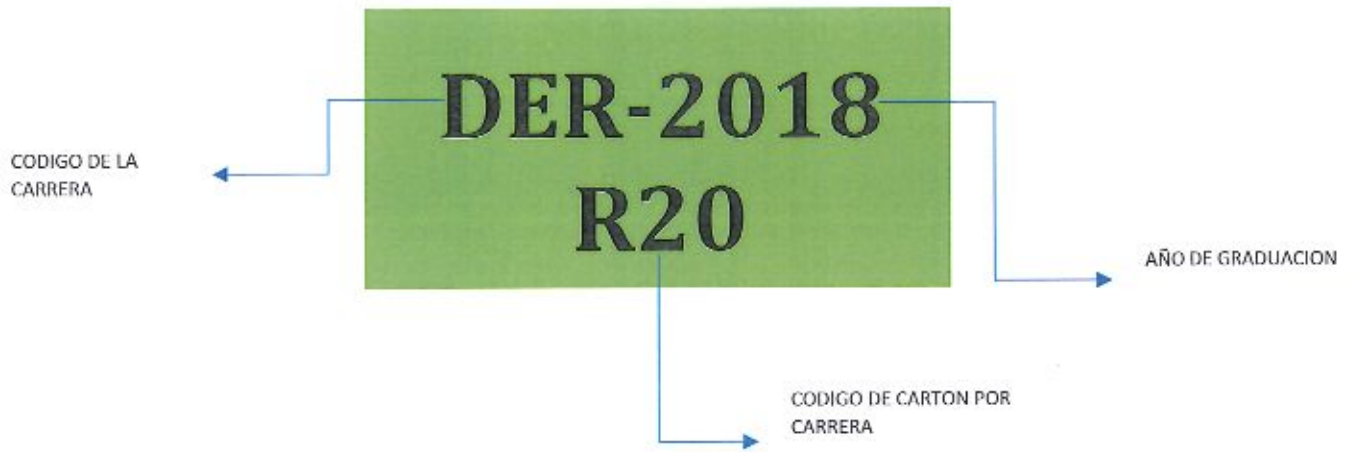 DER-2018
R20
CODIGO DE LA
CARRERA
AÑO DE GRADUACION
CODIGO DE CARTON POR
CARRERA